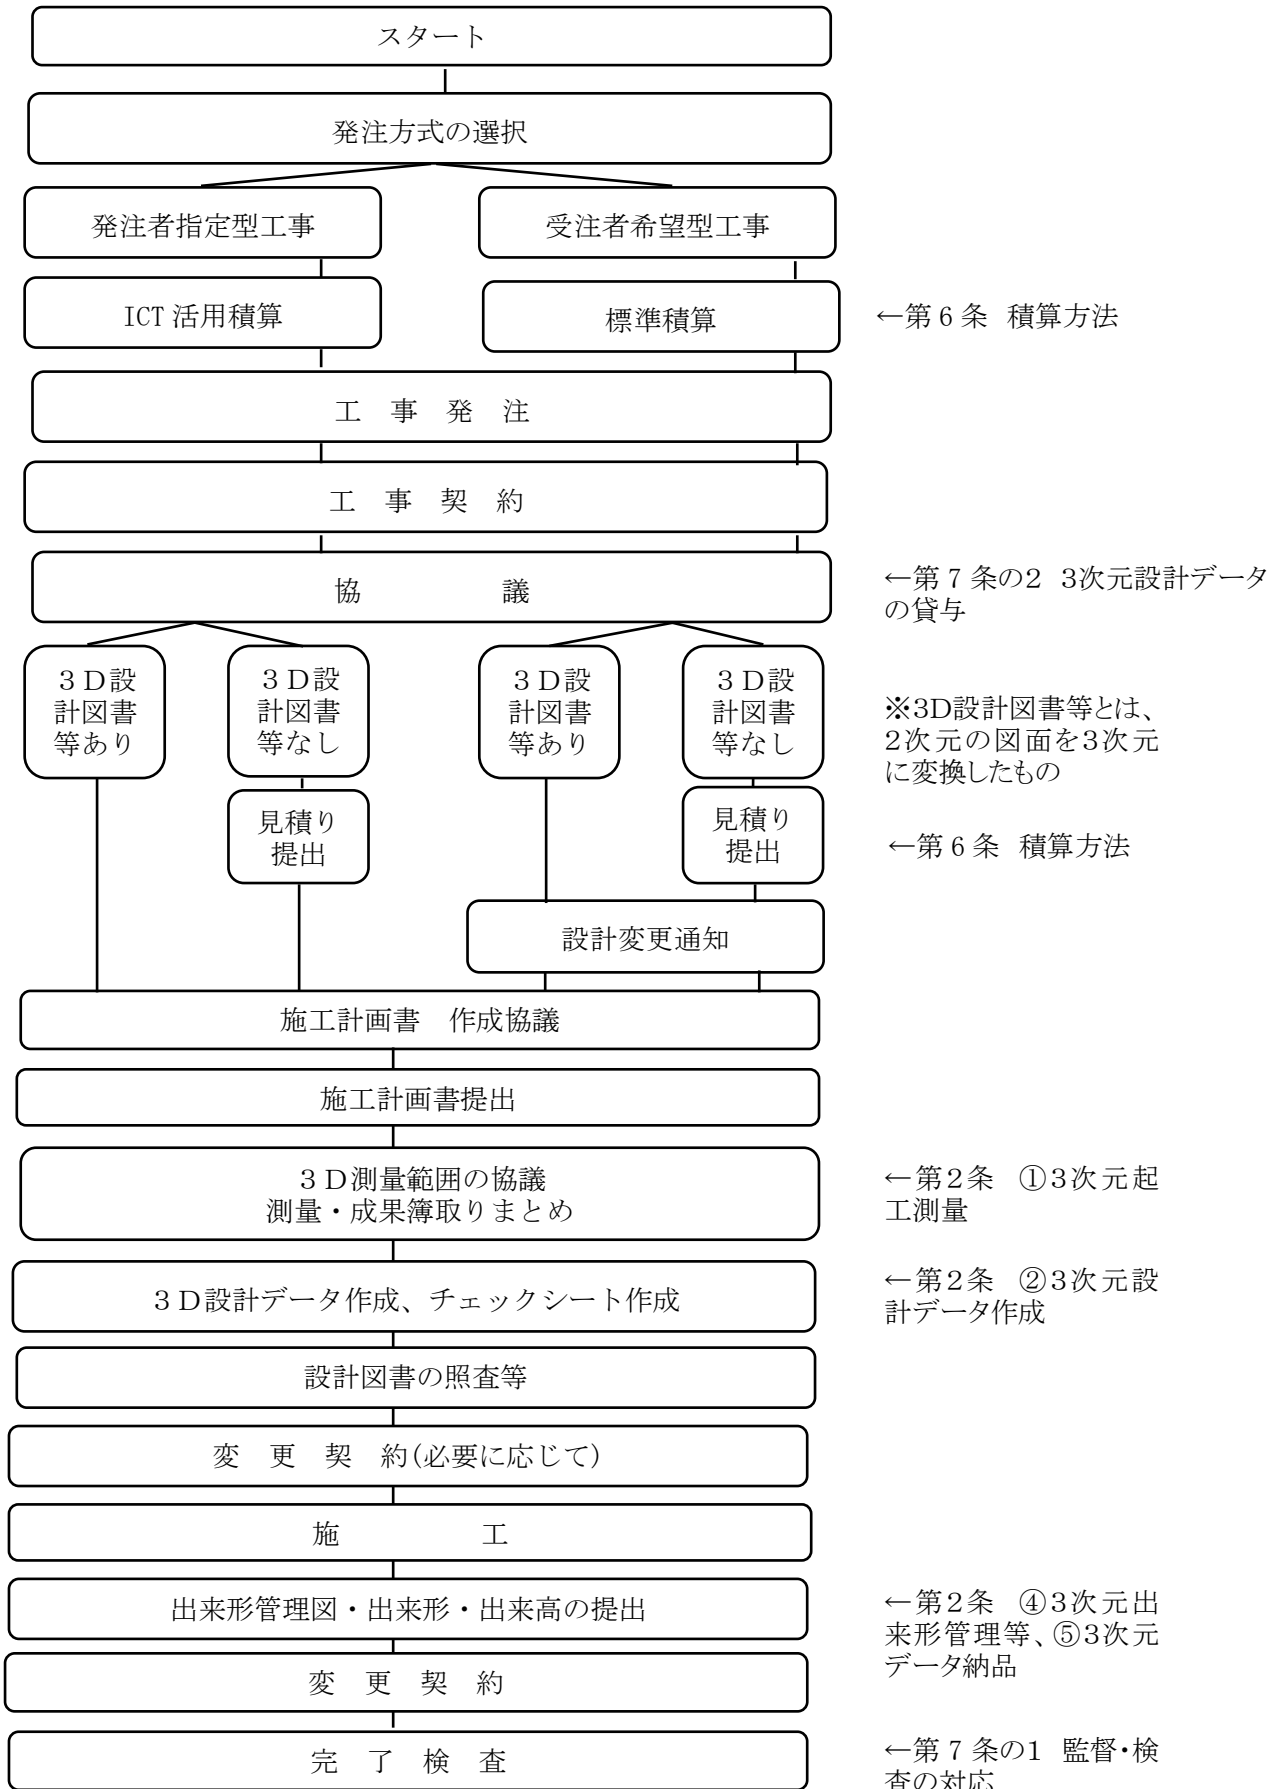 スタート
発注方式の選択
発注者指定型工事
受注者希望型工事
ICT 活用積算
標準積算
←第 6 条 積算方法
工 事 発 注
工 事 契 約
協 議
←第 7 条の2 3次元設計データ
の貸与
３Ｄ設
計図書
等あり
３Ｄ設
計図書
等なし
３Ｄ設
計図書
等あり
３Ｄ設
計図書
等なし
※3D設計図書等とは、
2次元の図面を3次元
に変換したもの
見積り
提出
見積り
提出
←第 6 条 積算方法
設計変更通知
施工計画書 作成協議
施工計画書提出
３Ｄ測量範囲の協議
測量・成果簿取りまとめ
←第2条 ①3次元起
工測量
３Ｄ設計データ作成、チェックシート作成
←第2条 ②3次元設
計データ作成
設計図書の照査等
変 更 契 約(必要に応じて)
施 工
出来形管理図・出来形・出来高の提出
←第2条 ④3次元出
来形管理等、⑤3次元
データ納品
変 更 契 約
完 了 検 査
←第 7 条の1 監督・検
査の対応